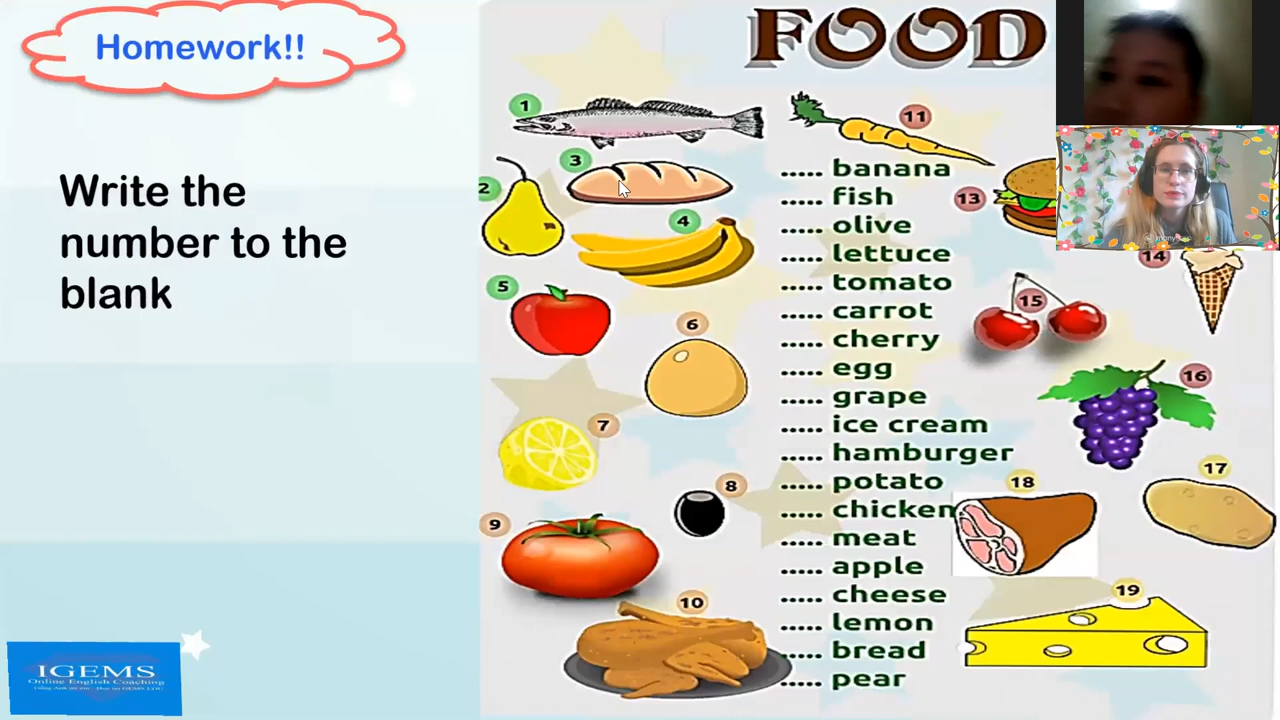 Homework!!
Write the
number to the
blank
IGEMS
Online English Coaching
FOOD
1
2
3
4
5
6
7
8
9
10
11
13
14
15
16
17
18
19
..... banana
..... fish
..... olive
..... lettuce
..... tomato
..... carrot
..... cherry
..... egg
..... grape
..... ice cream
..... hamburger
..... potato
..... chicken
..... meat
..... apple
..... cheese
..... lemon
..... bread
..... pear